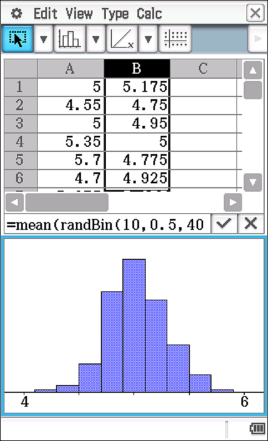 Edit View Type Calc
A B C
1 5 5.175
2 4.55 4.75
3 5 4.95
4 5.35 5
5 5.7 4.775
6 4.7 4.925
=mean(randBin(10,0.5,40
4 6